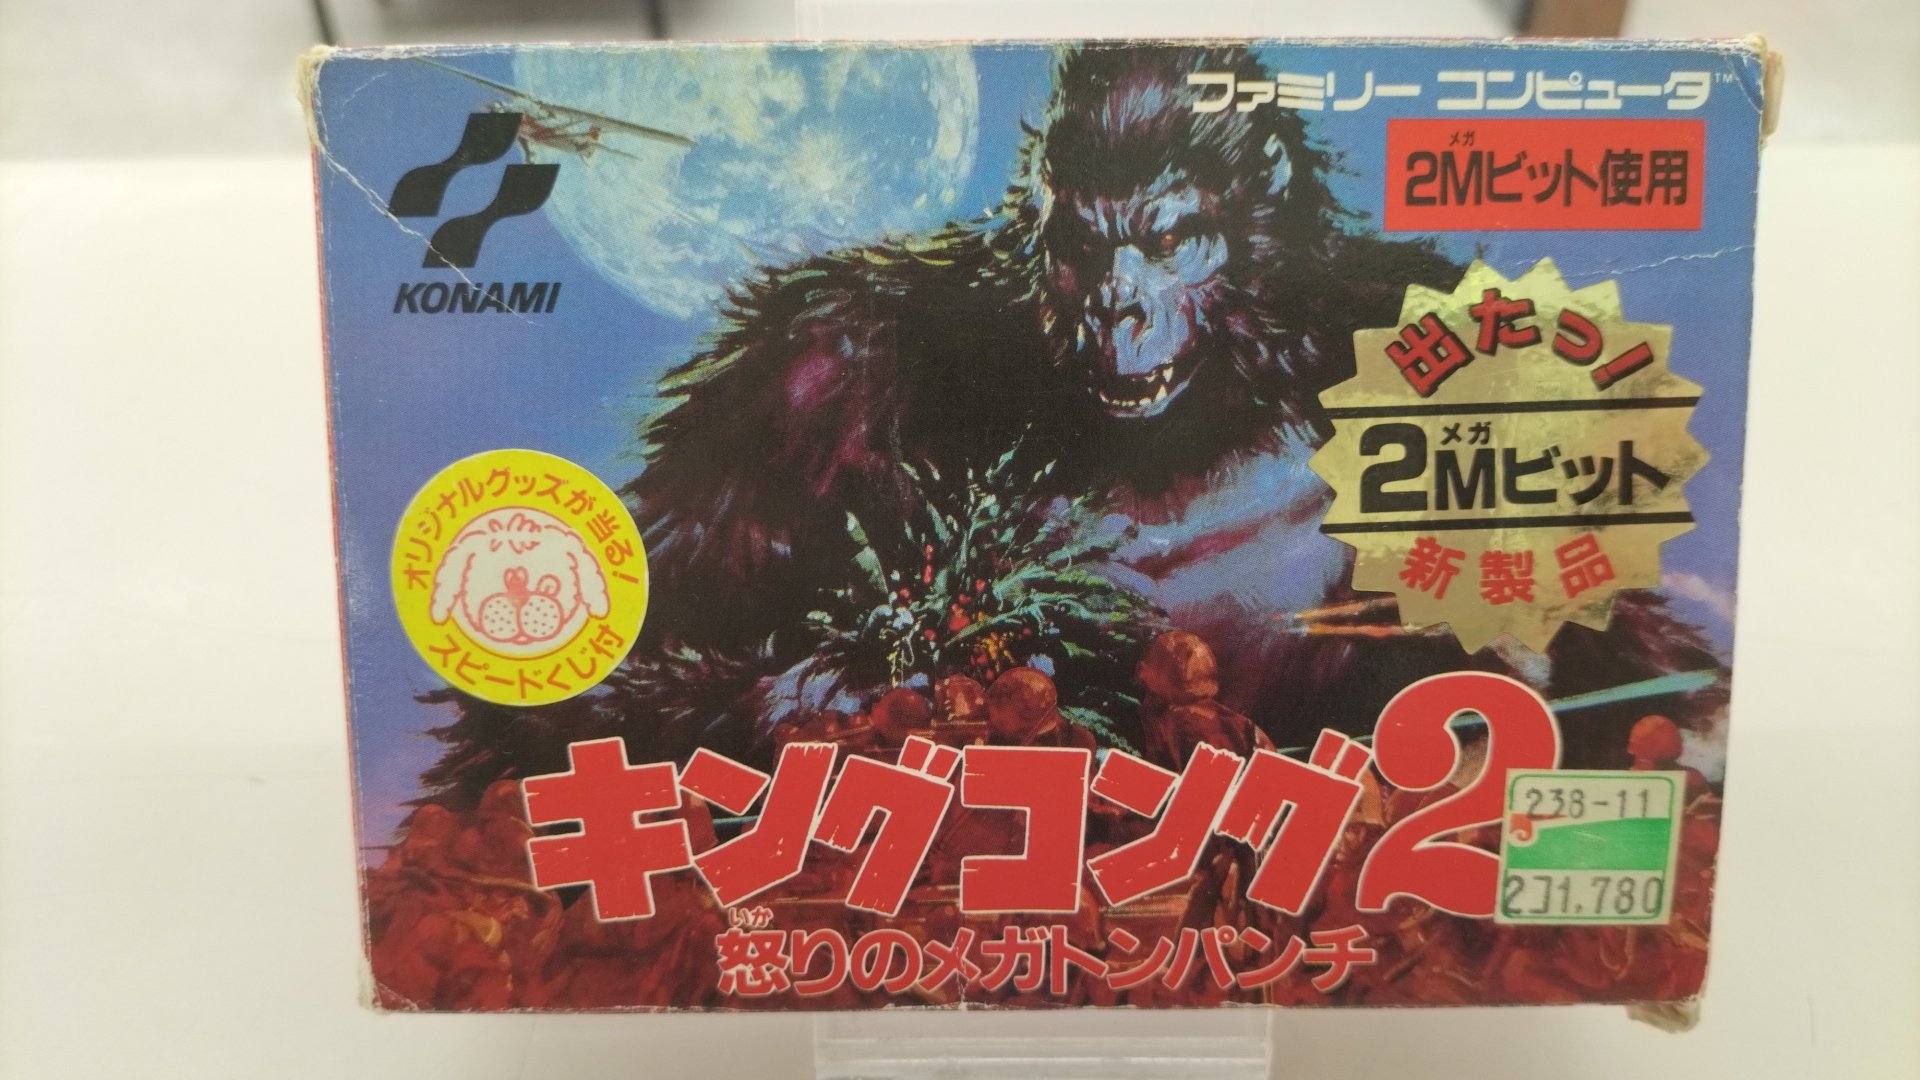 ファミリー コンピュータ™
メガ
2Mビット使用
KONAMI
出たっ!
メガ
2Mビット
新製品
オリジナルグッズが当る!
スピードくじ付
キングコング2
いか
怒りのメガトンパンチ
238-11
1,780